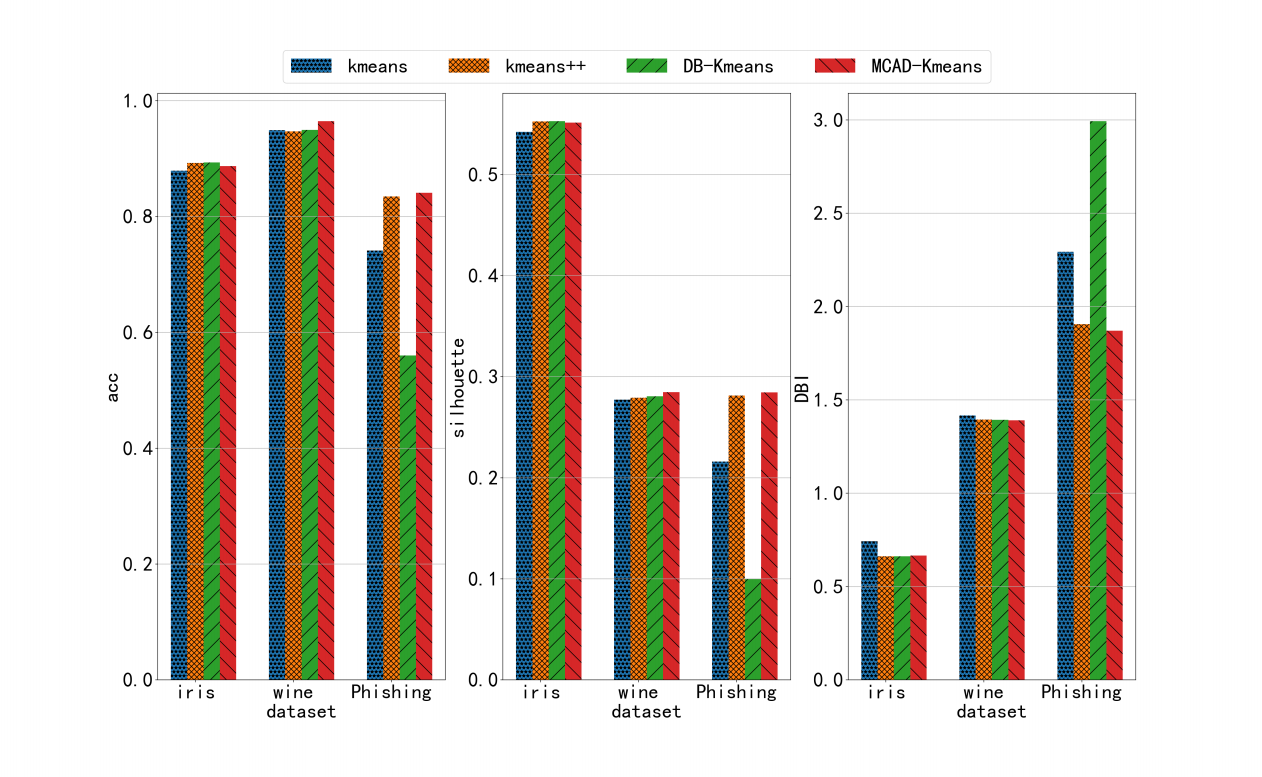 kmeans kmeans++ DB-Kmeans MCAD-Kmeans
acc
1.0
0.8
0.6
0.4
0.2
0.0
iris wine Phishing
dataset
silhouette
0.5
0.4
0.3
0.2
0.1
0.0
iris wine Phishing
dataset
DBI
3.0
2.5
2.0
1.5
1.0
0.5
0.0
iris wine Phishing
dataset